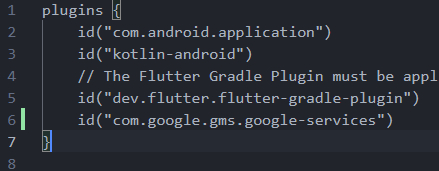 1 plugins {
2 id("com.android.application")
3 id("kotlin-android")
4 // The Flutter Gradle Plugin must be appl
5 id("dev.flutter.flutter-gradle-plugin")
6 id("com.google.gms.google-services")
7 }
8